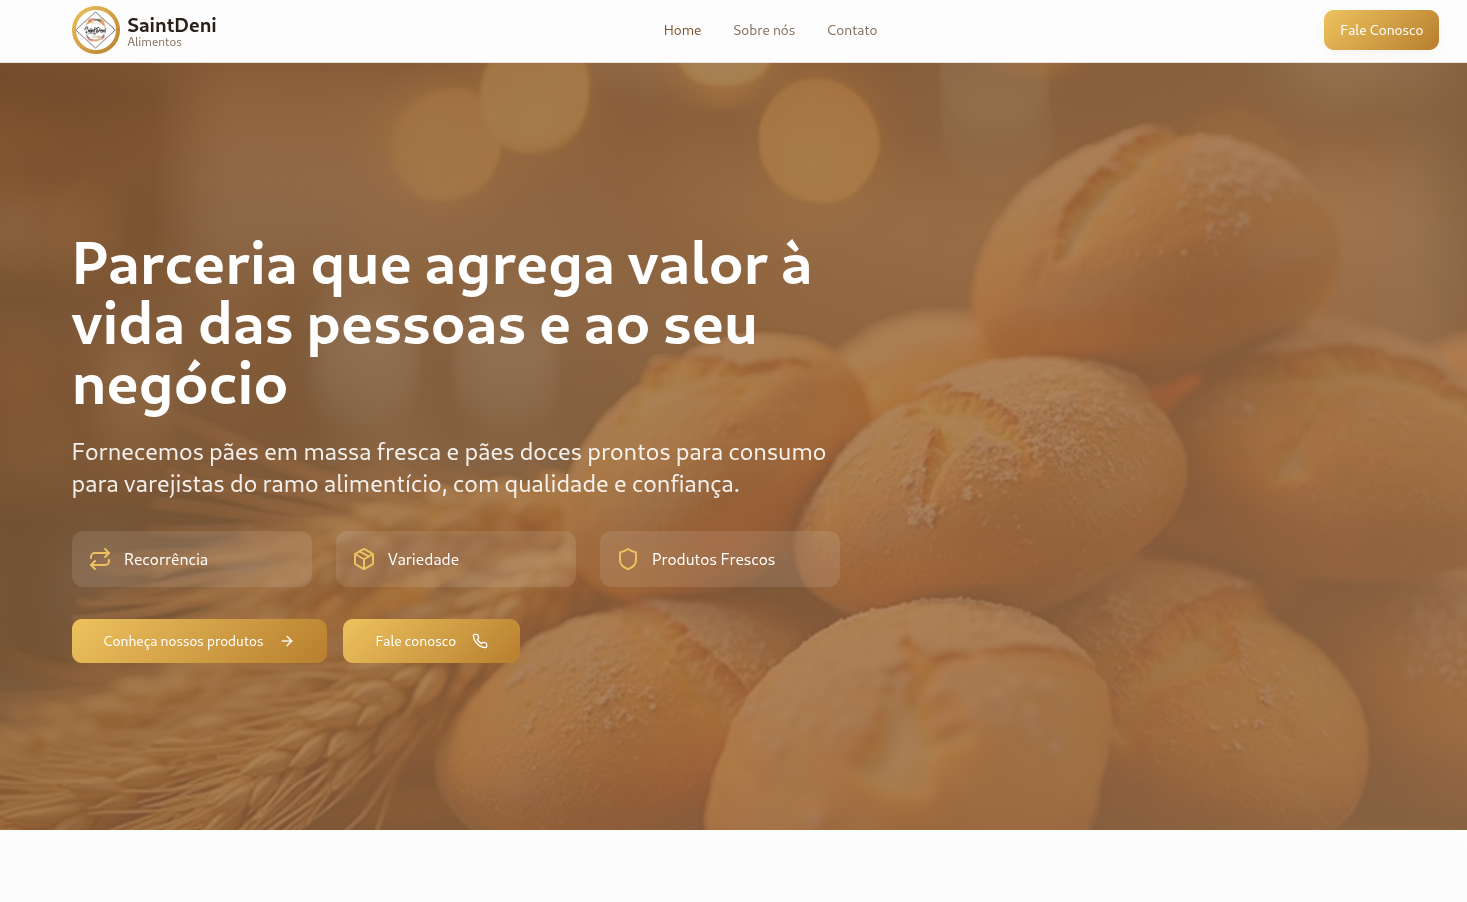 SaintDeni
Alimentos
Home
Sobre nós
Contato
Fale Conosco
Parceria que agrega valor à
vida das pessoas e ao seu
negócio
Fornecemos pães em massa fresca e pães doces prontos para consumo
para varejistas do ramo alimentício, com qualidade e confiança.
Recorrência
Variedade
Produtos Frescos
Conheça nossos produtos
Fale conosco